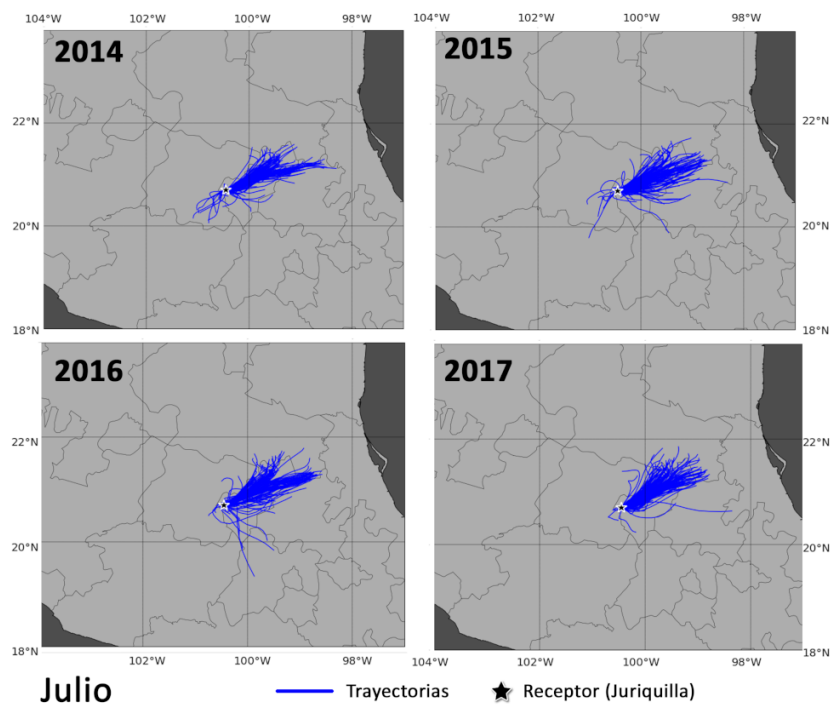 104°W 102°W 100°W 98°W 104°W 102°W 100°W 98°W
2014 2015
22°N 22°N
20°N 20°N
18°N 18°N
2016 2017
22°N 22°N
20°N 20°N
18°N 18°N
102°W 100°W 98°W 104°W 102°W 100°W 98°W
Julio Trayectorias Receptor (Juriquilla)